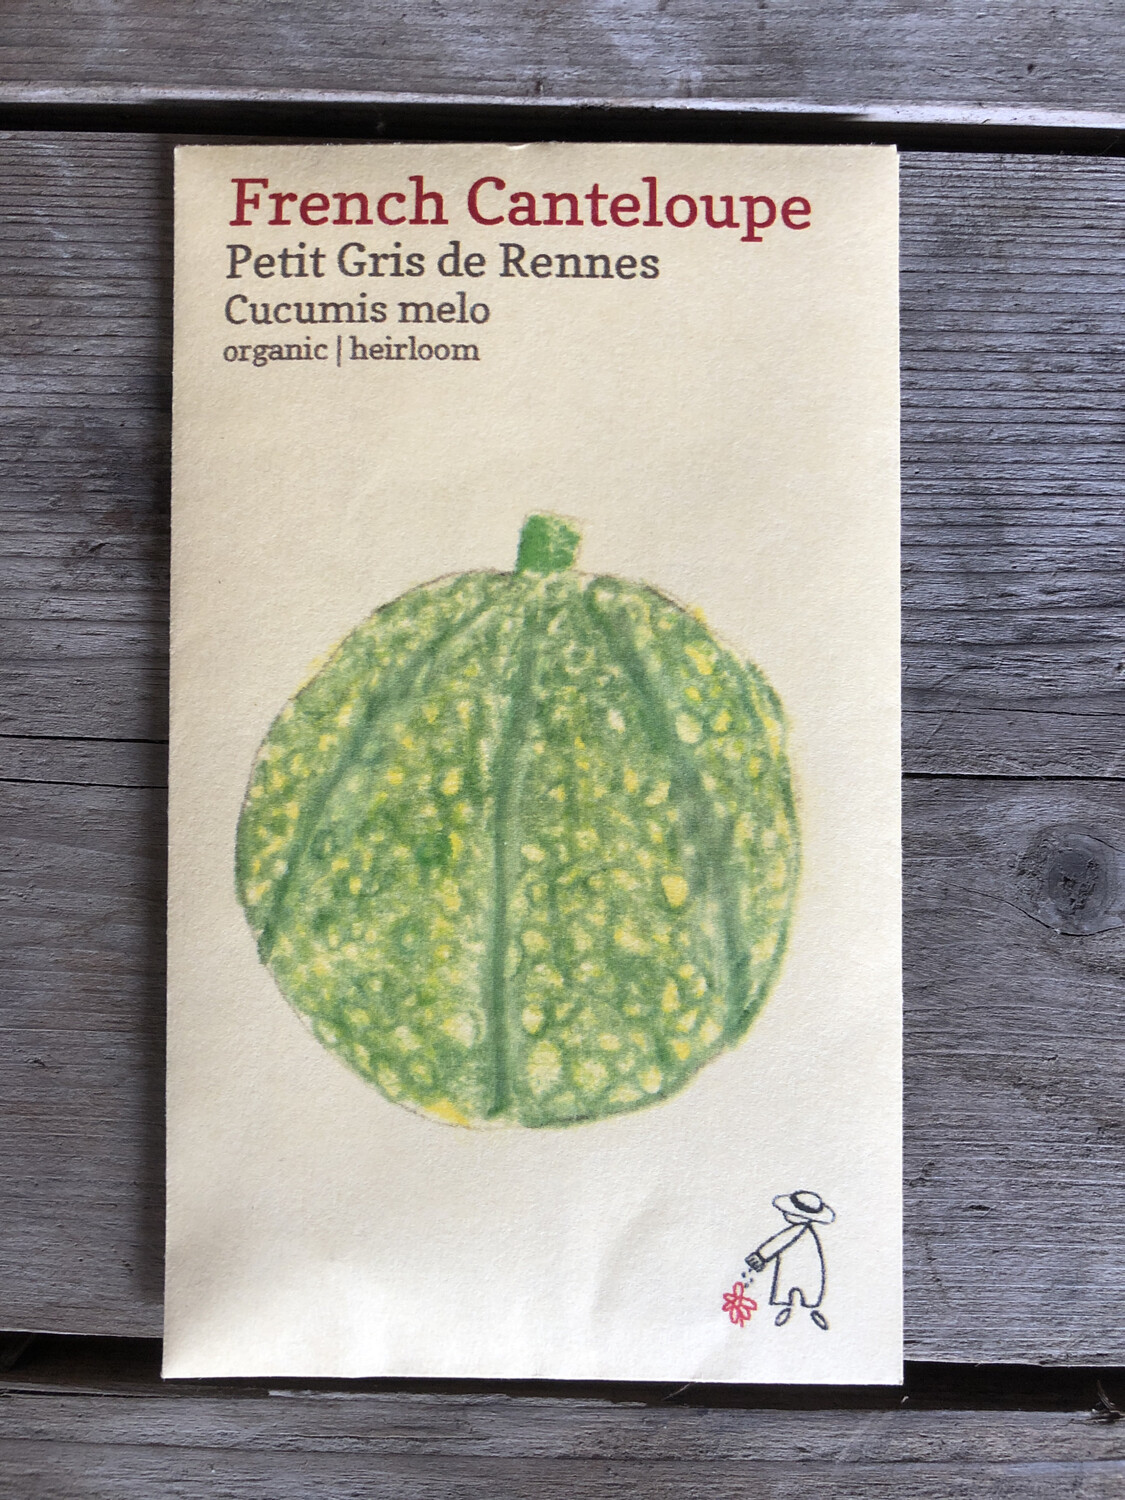 French Canteloupe
Petit Gris de Rennes
Cucumis melo
organic | heirloom